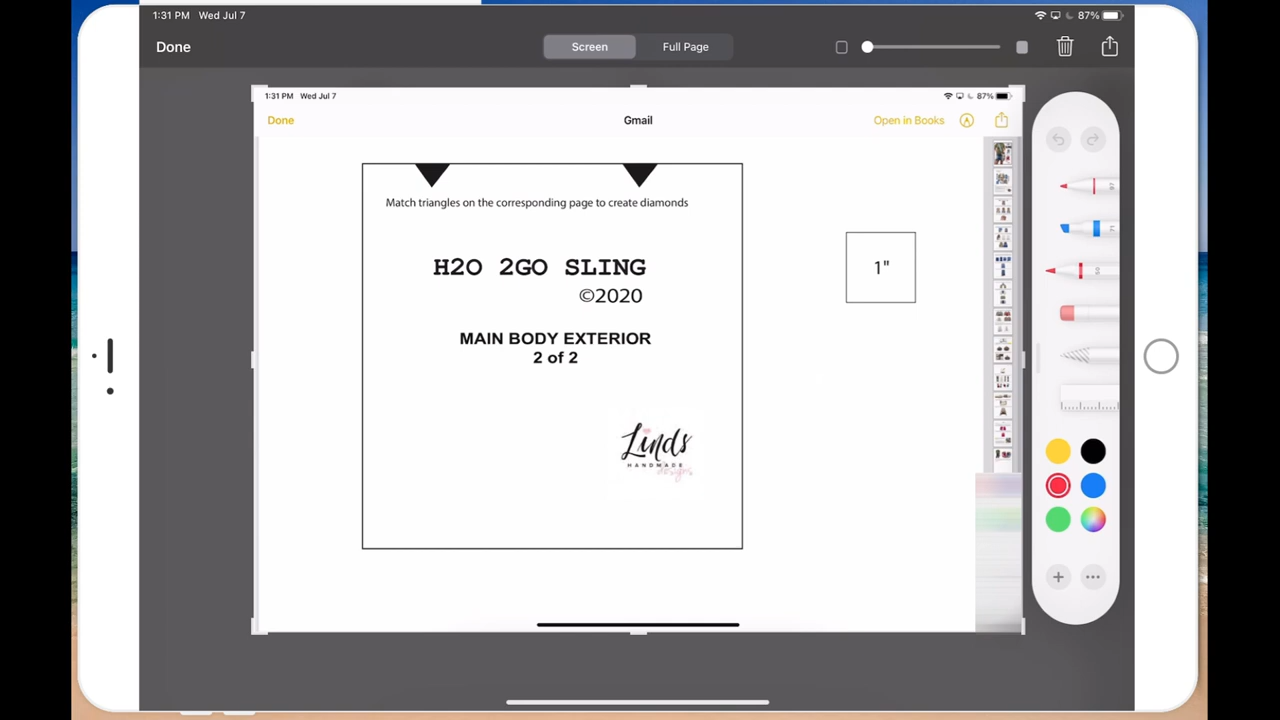 1:31 PM Wed Jul 7
87%
Done
Screen
Full Page
1:31 PM Wed Jul 7
87%
Done
Gmail
Open in Books
Match triangles on the corresponding page to create diamonds
H2O 2GO SLING
©2020
1"
MAIN BODY EXTERIOR
2 of 2
Linds
HANDMADE
designs